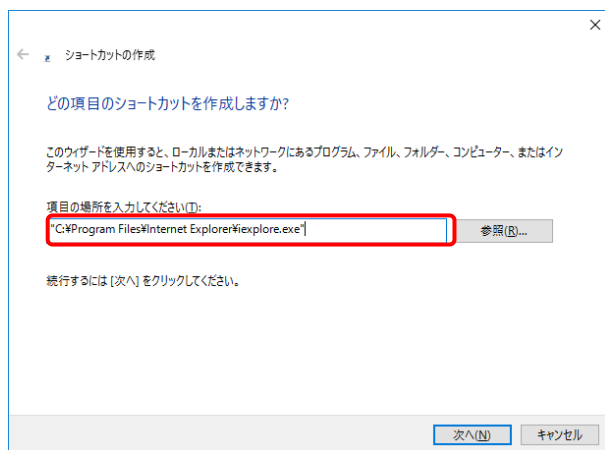 ショートカットの作成
どの項目のショートカットを作成しますか?
このウィザードを使用すると、ローカルまたはネットワークにあるプログラム、ファイル、フォルダー、コンピューター、またはイン
ターネット アドレスへのショートカットを作成できます。
項目の場所を入力してください(T):
"C:¥Program Files¥Internet Explorer¥iexplore.exe"
参照(R)...
続行するには [次へ] をクリックしてください。
次へ(N)
キャンセル